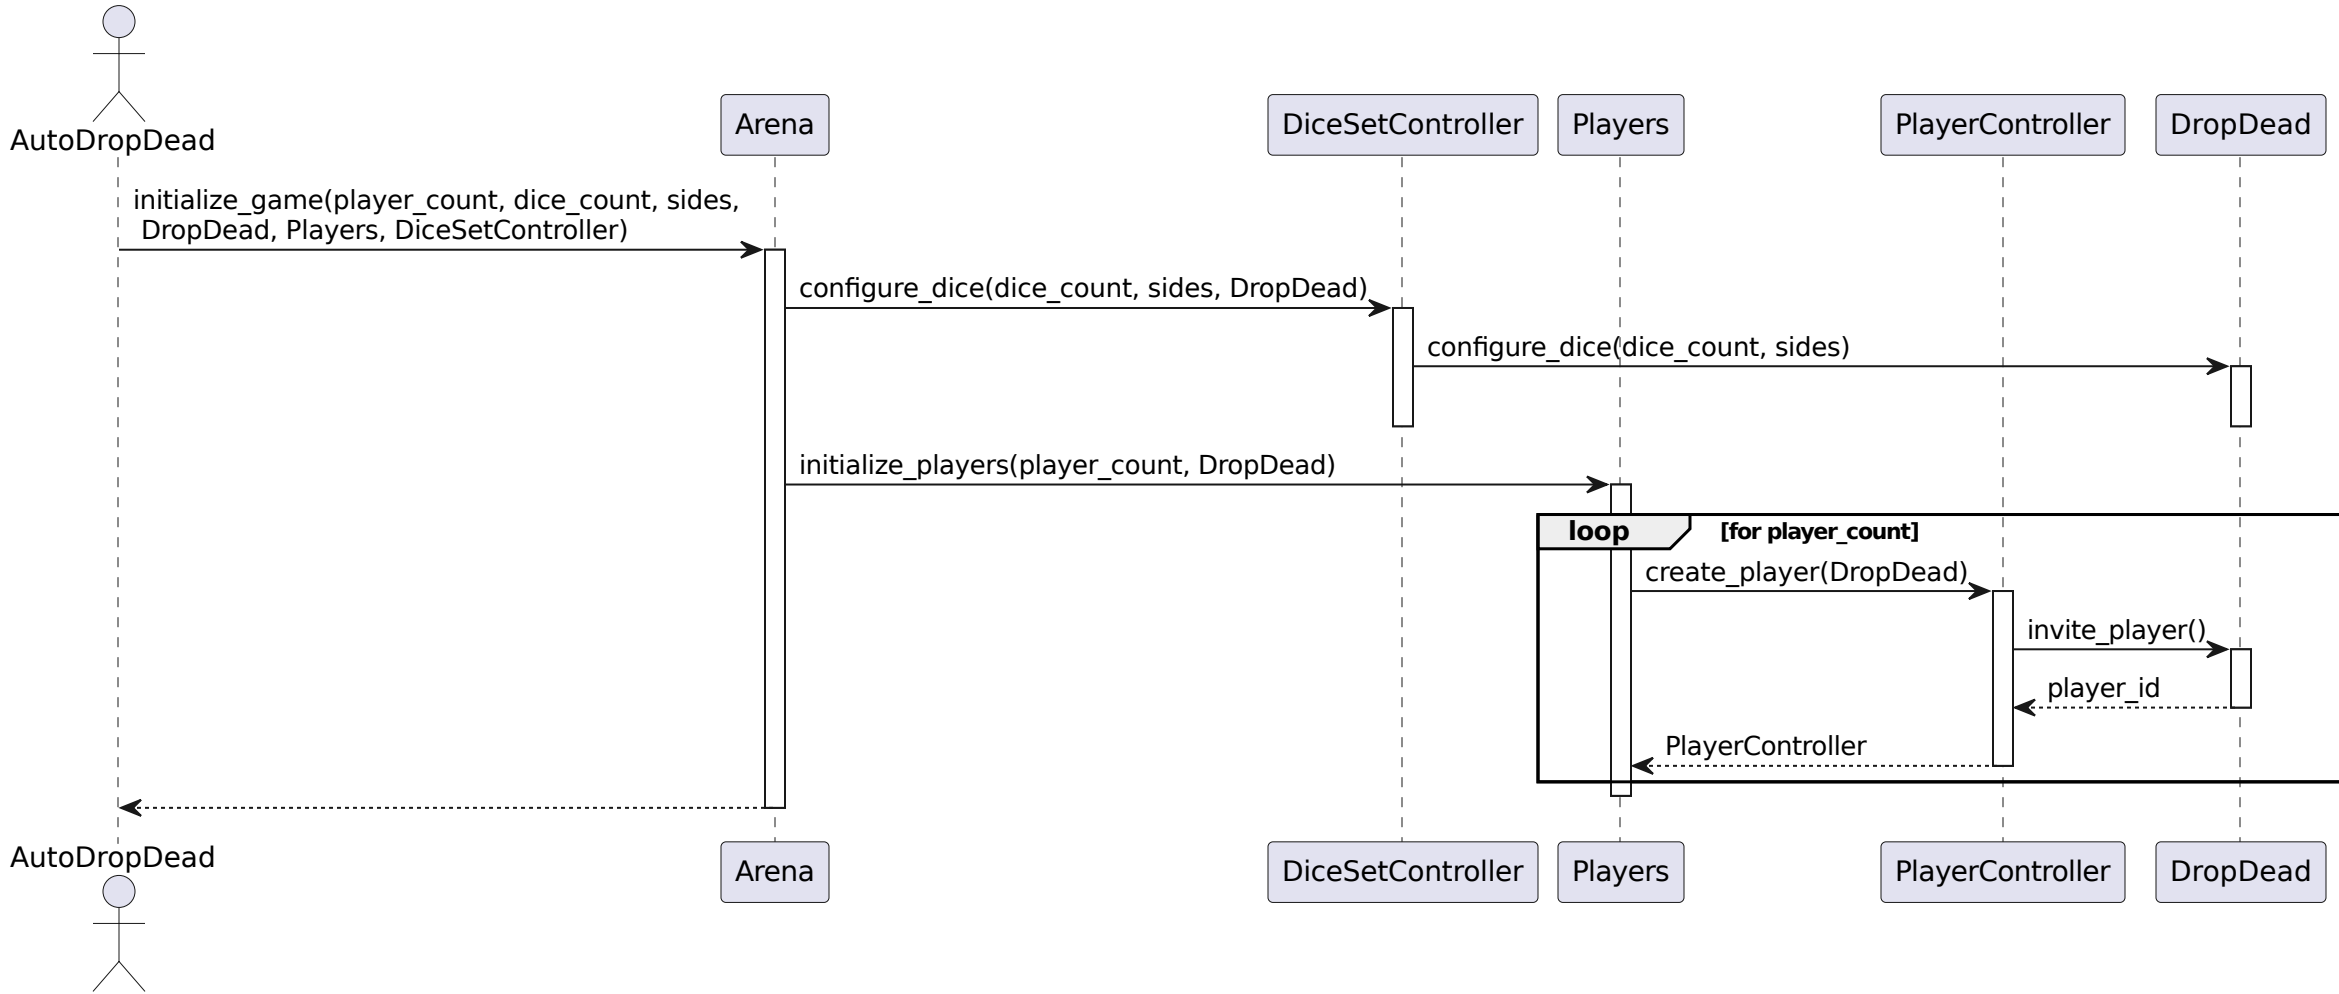 AutoDropDead
Arena
DiceSetController
Players
PlayerController
DropDead
initialize_game(player_count, dice_count, sides,
DropDead, Players, DiceSetController)
configure_dice(dice_count, sides, DropDead)
configure_dice(dice_count, sides)
initialize_players(player_count, DropDead)
loop
[for player_count]
create_player(DropDead)
invite_player()
player_id
PlayerController
AutoDropDead
Arena
DiceSetController
Players
PlayerController
DropDead